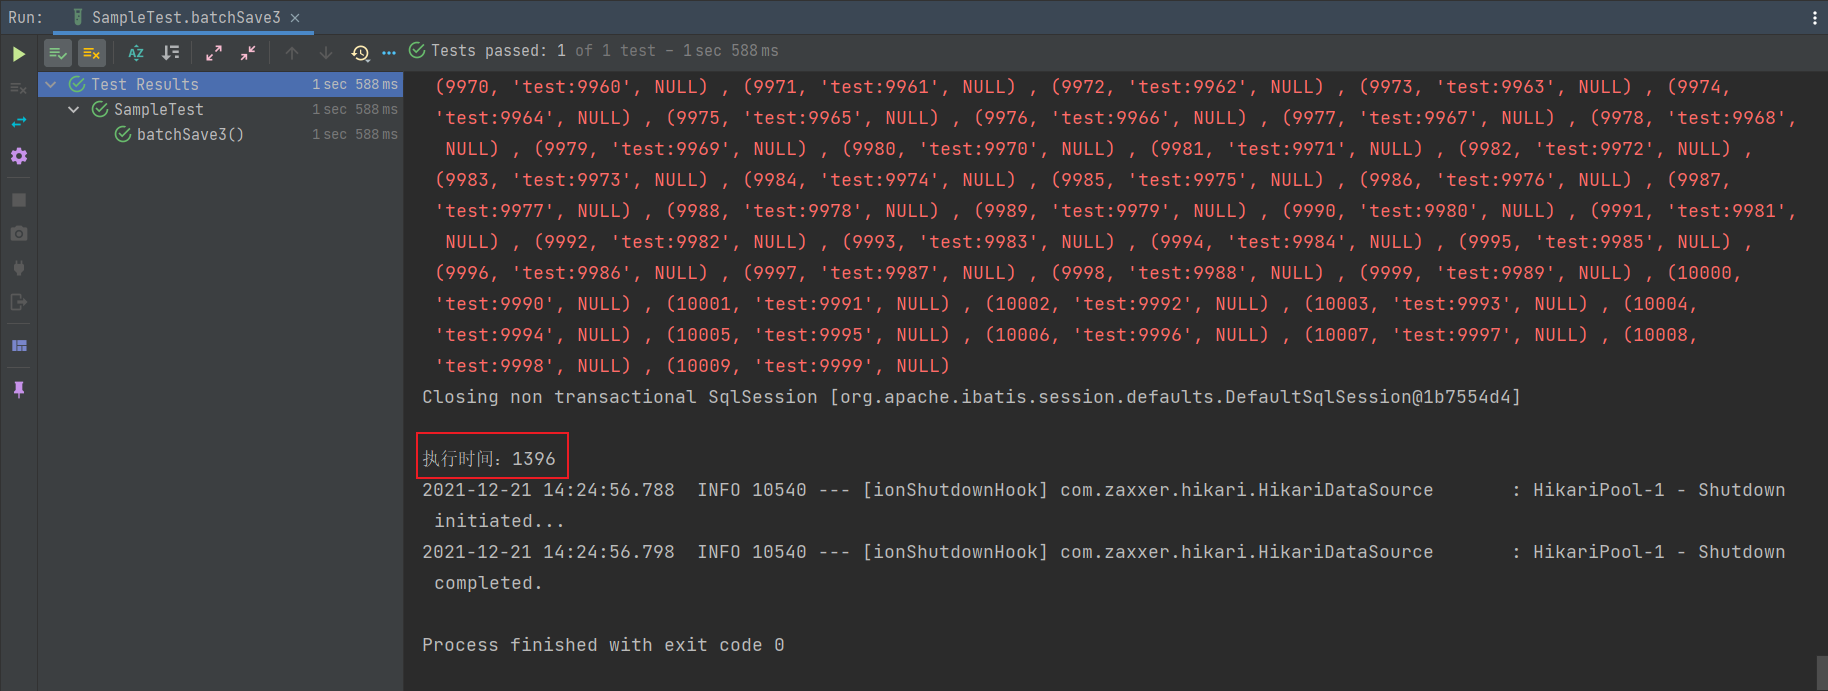 Run: SampleTest.batchSave3 ×
Tests passed: 1 of 1 test – 1 sec 588 ms
Test Results 1 sec 588 ms
SampleTest 1 sec 588 ms
batchSave3() 1 sec 588 ms
(9970, 'test:9960', NULL) , (9971, 'test:9961', NULL) , (9972, 'test:9962', NULL) , (9973, 'test:9963', NULL) , (9974,
'test:9964', NULL) , (9975, 'test:9965', NULL) , (9976, 'test:9966', NULL) , (9977, 'test:9967', NULL) , (9978, 'test:9968',
NULL) , (9979, 'test:9969', NULL) , (9980, 'test:9970', NULL) , (9981, 'test:9971', NULL) , (9982, 'test:9972', NULL) ,
(9983, 'test:9973', NULL) , (9984, 'test:9974', NULL) , (9985, 'test:9975', NULL) , (9986, 'test:9976', NULL) , (9987,
'test:9977', NULL) , (9988, 'test:9978', NULL) , (9989, 'test:9979', NULL) , (9990, 'test:9980', NULL) , (9991, 'test:9981',
NULL) , (9992, 'test:9982', NULL) , (9993, 'test:9983', NULL) , (9994, 'test:9984', NULL) , (9995, 'test:9985', NULL) ,
(9996, 'test:9986', NULL) , (9997, 'test:9987', NULL) , (9998, 'test:9988', NULL) , (9999, 'test:9989', NULL) , (10000,
'test:9990', NULL) , (10001, 'test:9991', NULL) , (10002, 'test:9992', NULL) , (10003, 'test:9993', NULL) , (10004,
'test:9994', NULL) , (10005, 'test:9995', NULL) , (10006, 'test:9996', NULL) , (10007, 'test:9997', NULL) , (10008,
'test:9998', NULL) , (10009, 'test:9999', NULL)
Closing non transactional SqlSession [org.apache.ibatis.session.defaults.DefaultSqlSession@1b7554d4]
执行时间：1396
2021-12-21 14:24:56.788  INFO 10540 --- [ionShutdownHook] com.zaxxer.hikari.HikariDataSource       : HikariPool-1 - Shutdown
initiated...
2021-12-21 14:24:56.798  INFO 10540 --- [ionShutdownHook] com.zaxxer.hikari.HikariDataSource       : HikariPool-1 - Shutdown
completed.
Process finished with exit code 0